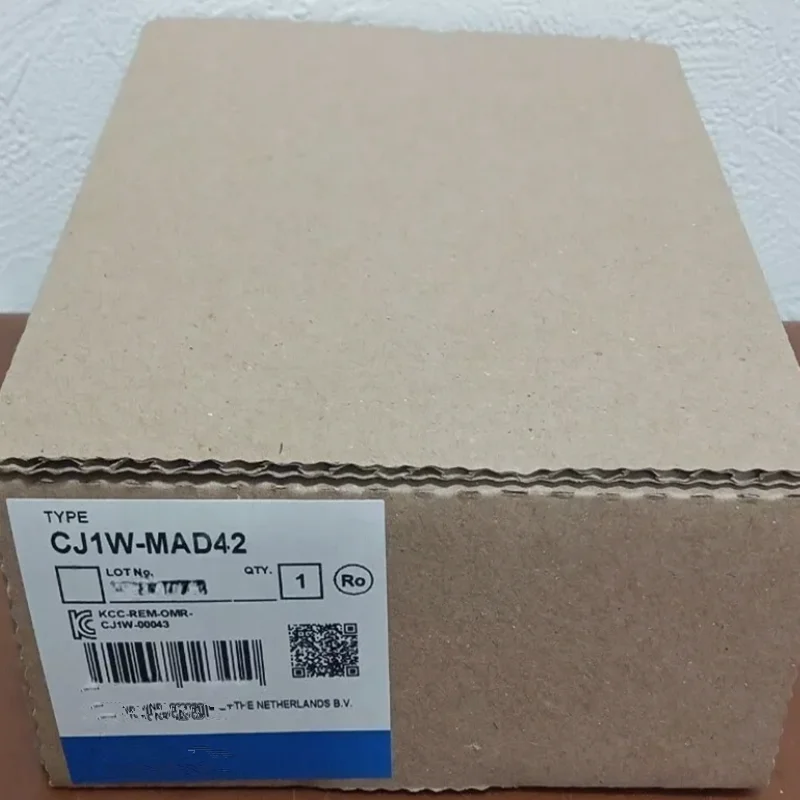 TYPE
CJ1W-MAD42
LOT No.
QTY.
1
Ro
KCC-REM-OMR-
CJ1W-00043
THE NETHERLANDS B.V.